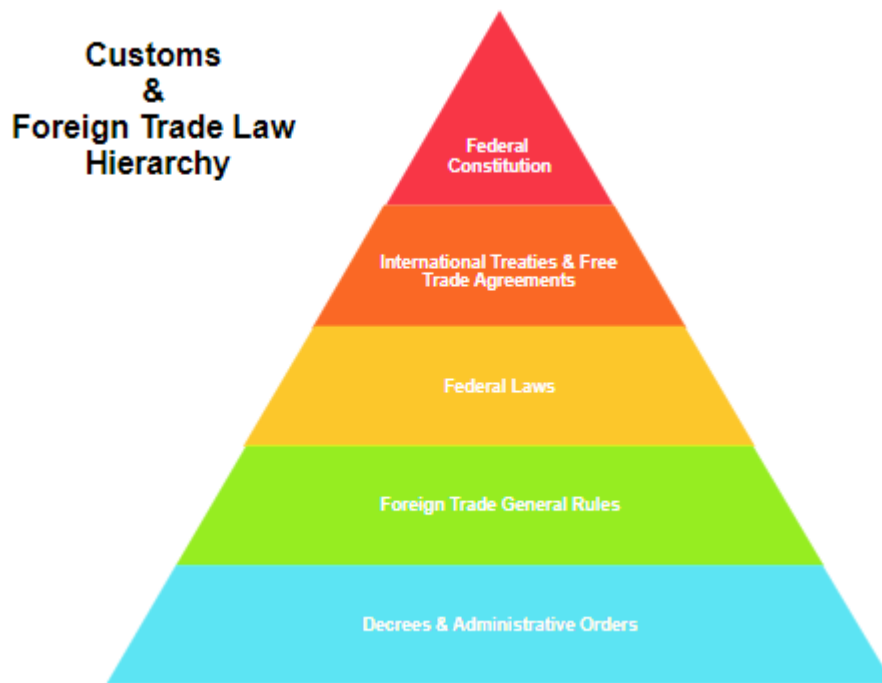 Customs
&
Foreign Trade Law
Hierarchy
Federal
Constitution
International Treaties & Free
Trade Agreements
Federal Laws
Foreign Trade General Rules
Decrees & Administrative Orders